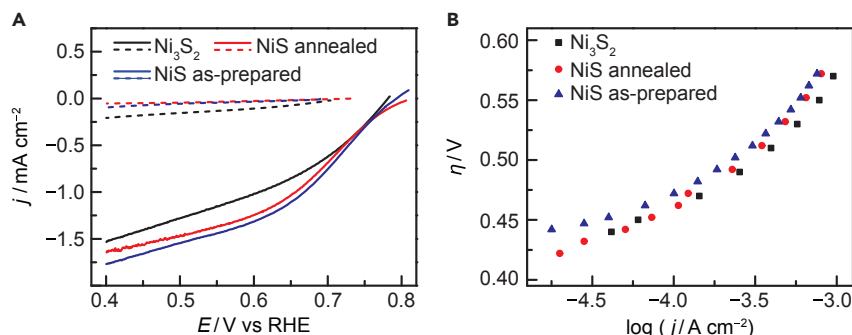 A
Ni₃S₂
NiS annealed
NiS as-prepared
j / mA cm⁻²
0.5
0.0
−0.5
−1.0
−1.5
0.4 0.5 0.6 0.7 0.8
E / V vs RHE
B
Ni₃S₂
NiS annealed
NiS as-prepared
η / V
0.60
0.55
0.50
0.45
0.40
−4.5 −4.0 −3.5 −3.0
log ( j / A cm⁻²)